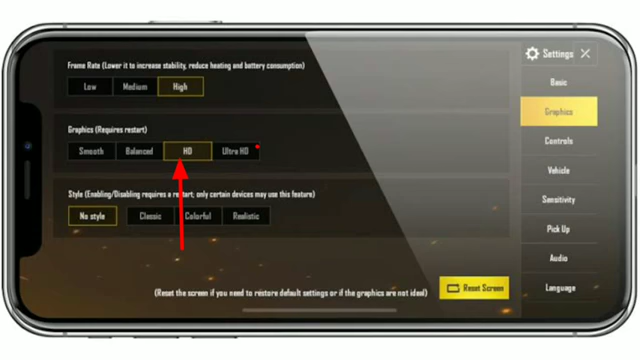 Frame Rate (Lower it to increase stability, reduce heating and battery consumption)
Low Medium High
Graphics (Requires restart)
Smooth Balanced HD Ultra HD
Style (Enabling/Disabling requires a restart; only certain devices may use this feature)
No style Classic Colorful Realistic
(Reset the screen if you need to restore default settings or if the graphics are not ideal)
Reset Screen
Settings
Basic
Graphics
Controls
Vehicle
Sensitivity
Pick Up
Audio
Language